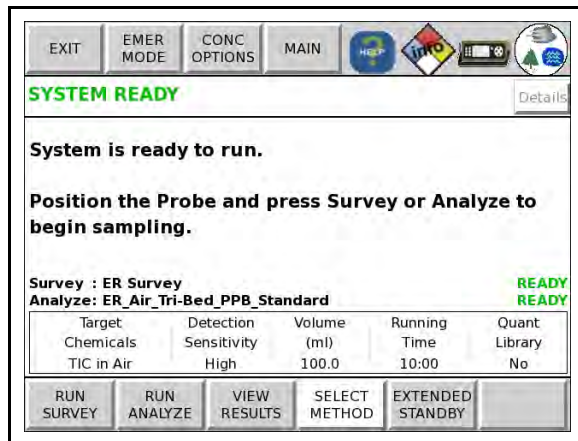 EXIT
EMER
MODE
CONC
OPTIONS
MAIN
HELP
info
SYSTEM READY
Details
System is ready to run.
Position the Probe and press Survey or Analyze to
begin sampling.
Survey : ER Survey READY
Analyze: ER_Air_Tri-Bed_PPB_Standard READY
Target Detection Volume Running Quant
Chemicals Sensitivity (ml) Time Library
TIC in Air High 100.0 10:00 No
RUN RUN VIEW SELECT EXTENDED
SURVEY ANALYZE RESULTS METHOD STANDBY